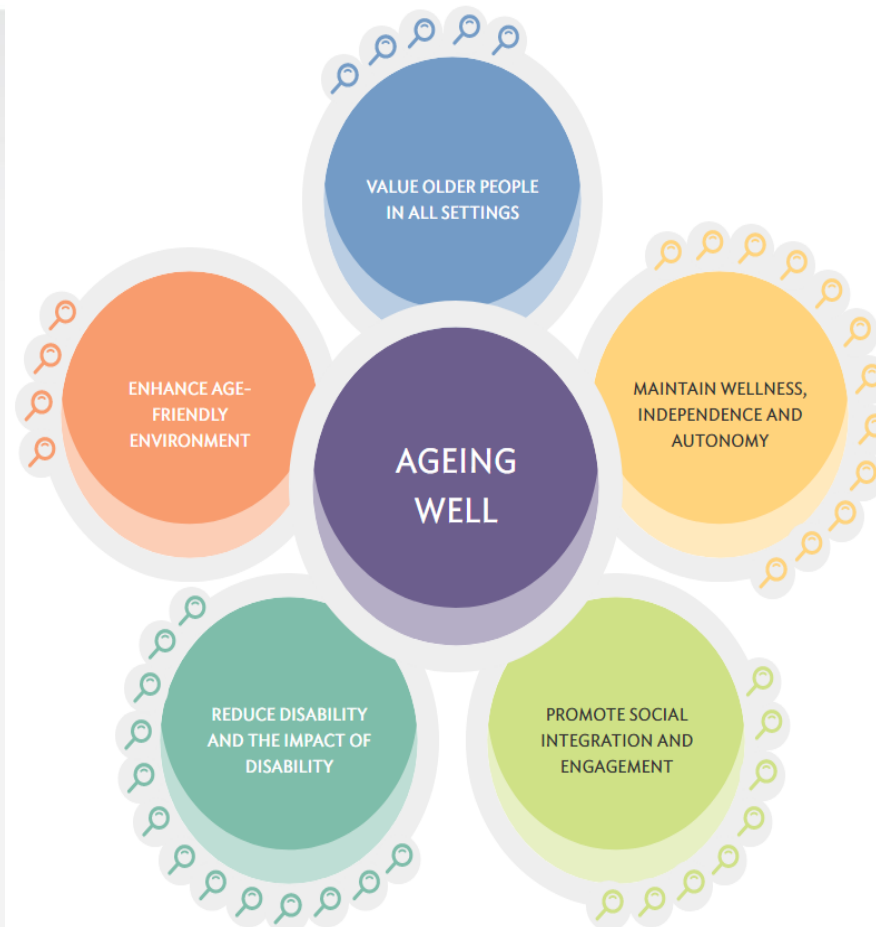 VALUE OLDER PEOPLE
IN ALL SETTINGS
ENHANCE AGE-
FRIENDLY
ENVIRONMENT
MAINTAIN WELLNESS,
INDEPENDENCE AND
AUTONOMY
AGEING
WELL
REDUCE DISABILITY
AND THE IMPACT OF
DISABILITY
PROMOTE SOCIAL
INTEGRATION AND
ENGAGEMENT